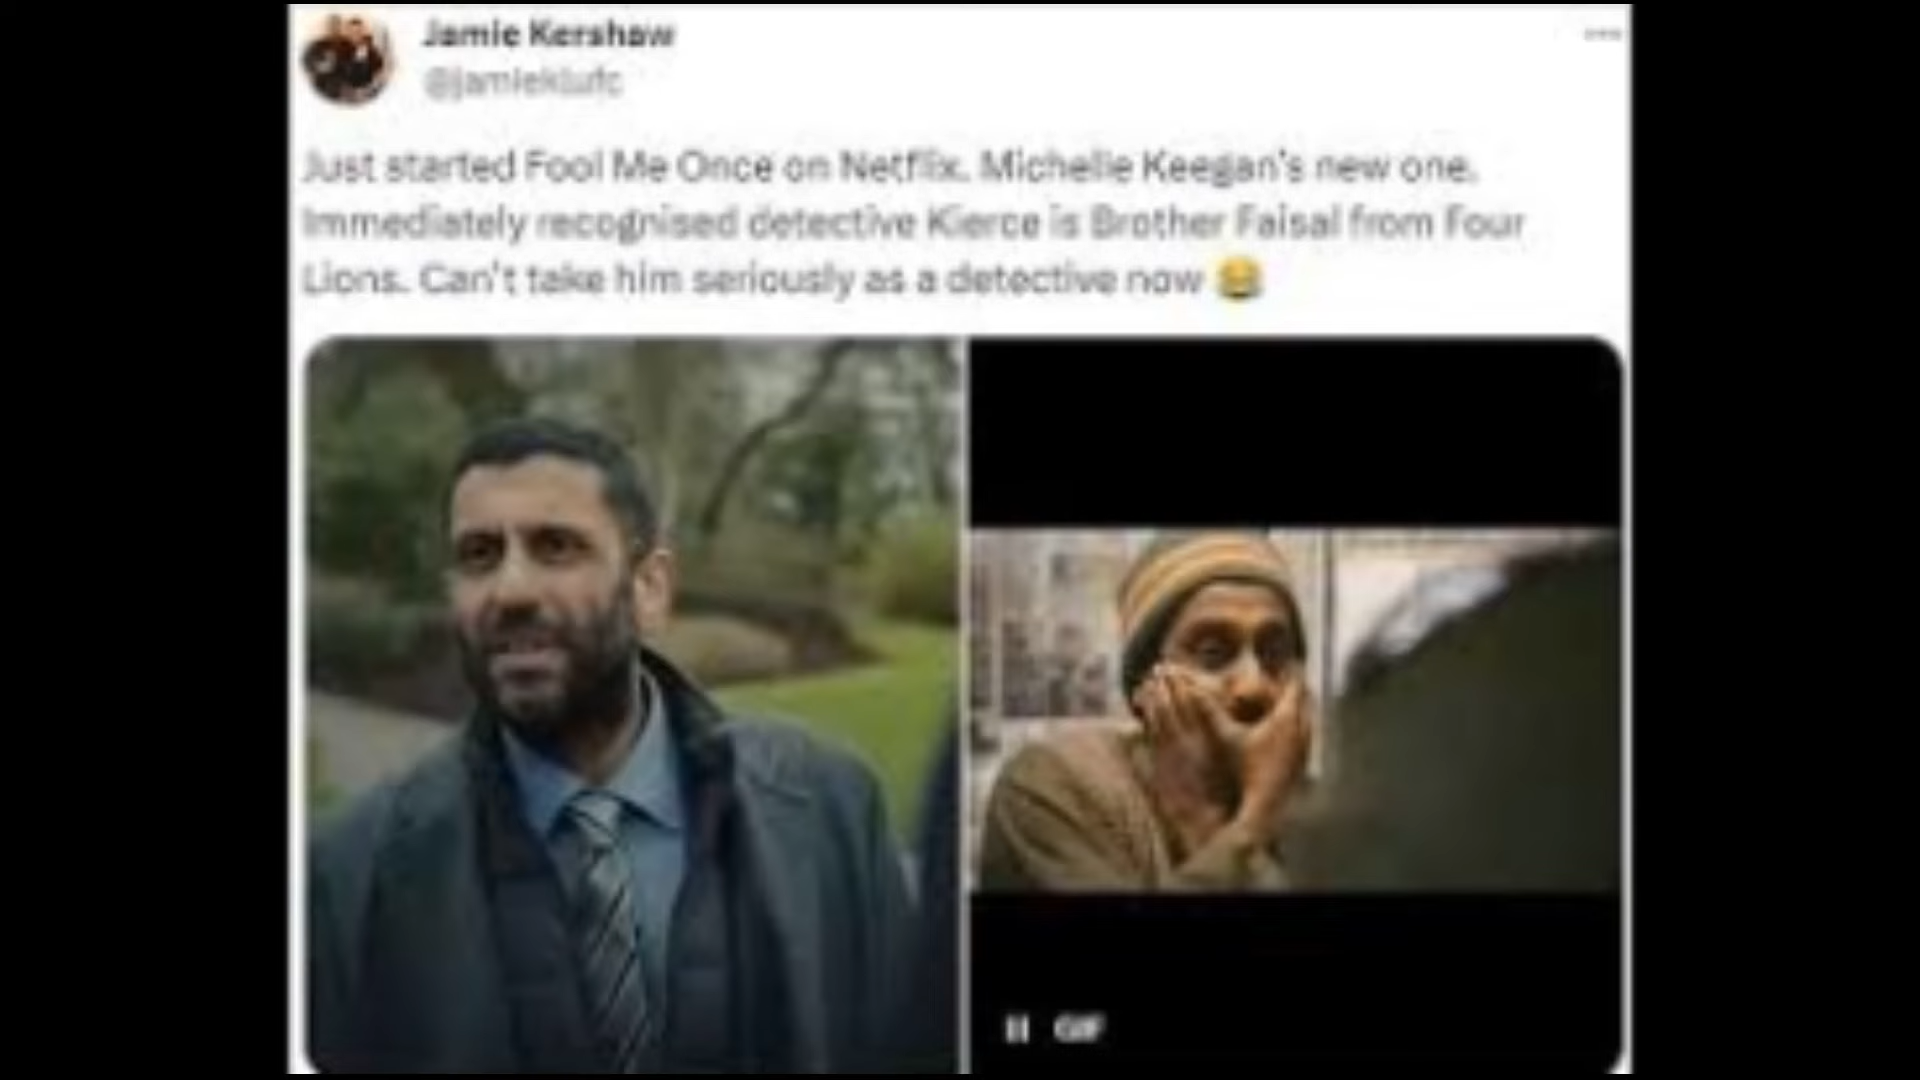 Jamie Kershaw
@jamieklufc
Just started Fool Me Once on Netflix. Michelle Keegan's new one.
Immediately recognised detective Kierce is Brother Faisal from Four
Lions. Can't take him seriously as a detective now 😂
GIF